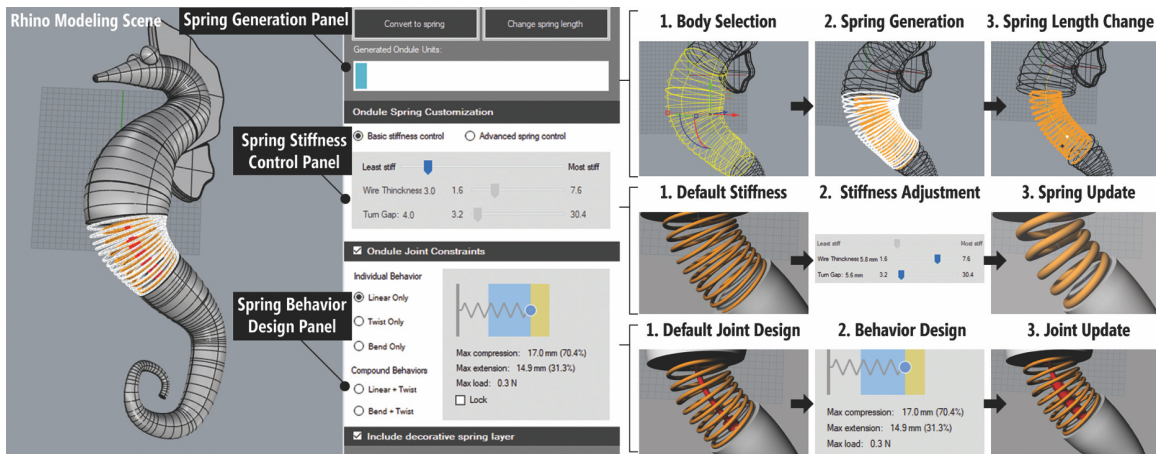 Rhino Modeling Scene
Spring Generation Panel
Convert to spring
Change spring length
Generated Ondule Units:
Ondule Spring Customization
Basic stiffness control
Advanced spring control
Spring Stiffness
Control Panel
Least stiff
Most stiff
Wire Thinckness 3.0 1.6 7.6
Turn Gap: 4.0 3.2 30.4
Ondule Joint Constraints
Individual Behavior
Linear Only
Twist Only
Bend Only
Compound Behaviors
Linear + Twist
Bend + Twist
Spring Behavior
Design Panel
Max compression: 17.0 mm (70.4%)
Max extension: 14.9 mm (31.3%)
Max load: 0.3 N
Lock
Include decorative spring layer
1. Body Selection
2. Spring Generation
3. Spring Length Change
1. Default Stiffness
2. Stiffness Adjustment
3. Spring Update
Least stiff
Most stiff
Wire Thinckness 5.8 mm 1.6 7.6
Turn Gap: 5.6 mm 3.2 30.4
1. Default Joint Design
2. Behavior Design
3. Joint Update
Max compression: 17.0 mm (70.4%)
Max extension: 14.9 mm (31.3%)
Max load: 0.3 N